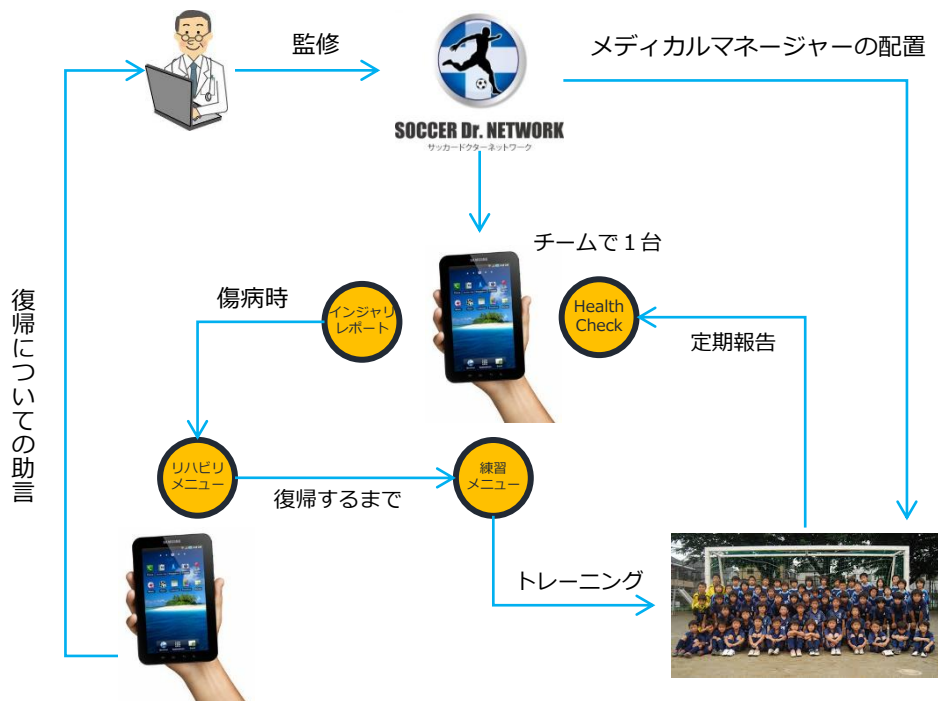 監修
メディカルマネージャーの配置
SOCCER Dr. NETWORK
サッカードクターネットワーク
チームで１台
復帰についての助言
傷病時
インジャリ
レポート
Health
Check
定期報告
SAMSUNG
リハビリ
メニュー
復帰するまで
練習
メニュー
SAMSUNG
トレーニング